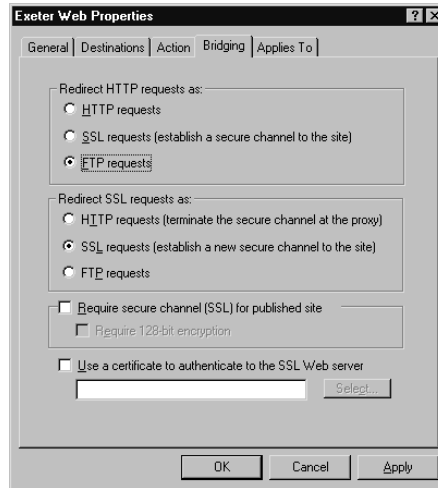 Exeter Web Properties
General Destinations Action Bridging Applies To
Redirect HTTP requests as:
HTTP requests
SSL requests (establish a secure channel to the site)
FTP requests
Redirect SSL requests as:
HTTP requests (terminate the secure channel at the proxy)
SSL requests (establish a new secure channel to the site)
FTP requests
Require secure channel (SSL) for published site
Require 128-bit encryption
Use a certificate to authenticate to the SSL Web server
Select...
OK Cancel Apply